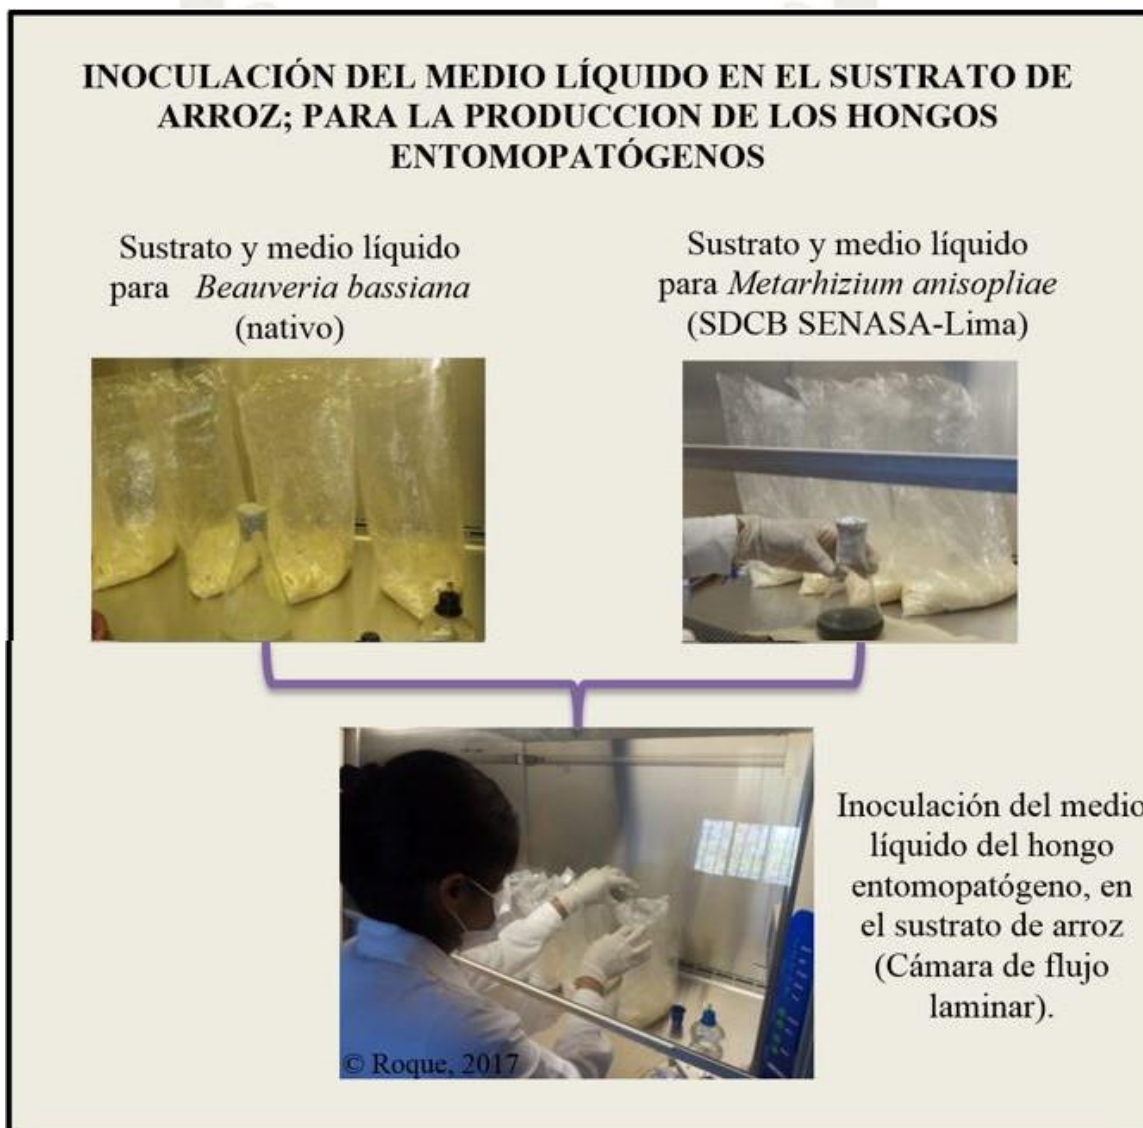 INOCULACIÓN DEL MEDIO LÍQUIDO EN EL SUSTRATO DE
ARROZ; PARA LA PRODUCCION DE LOS HONGOS
ENTOMOPATÓGENOS
Sustrato y medio líquido
para Beauveria bassiana
(nativo)
Sustrato y medio líquido
para Metarhizium anisopliae
(SDCB SENASA-Lima)
Inoculación del medio
líquido del hongo
entomopatógeno, en
el sustrato de arroz
(Cámara de flujo
laminar).
© Roque, 2017